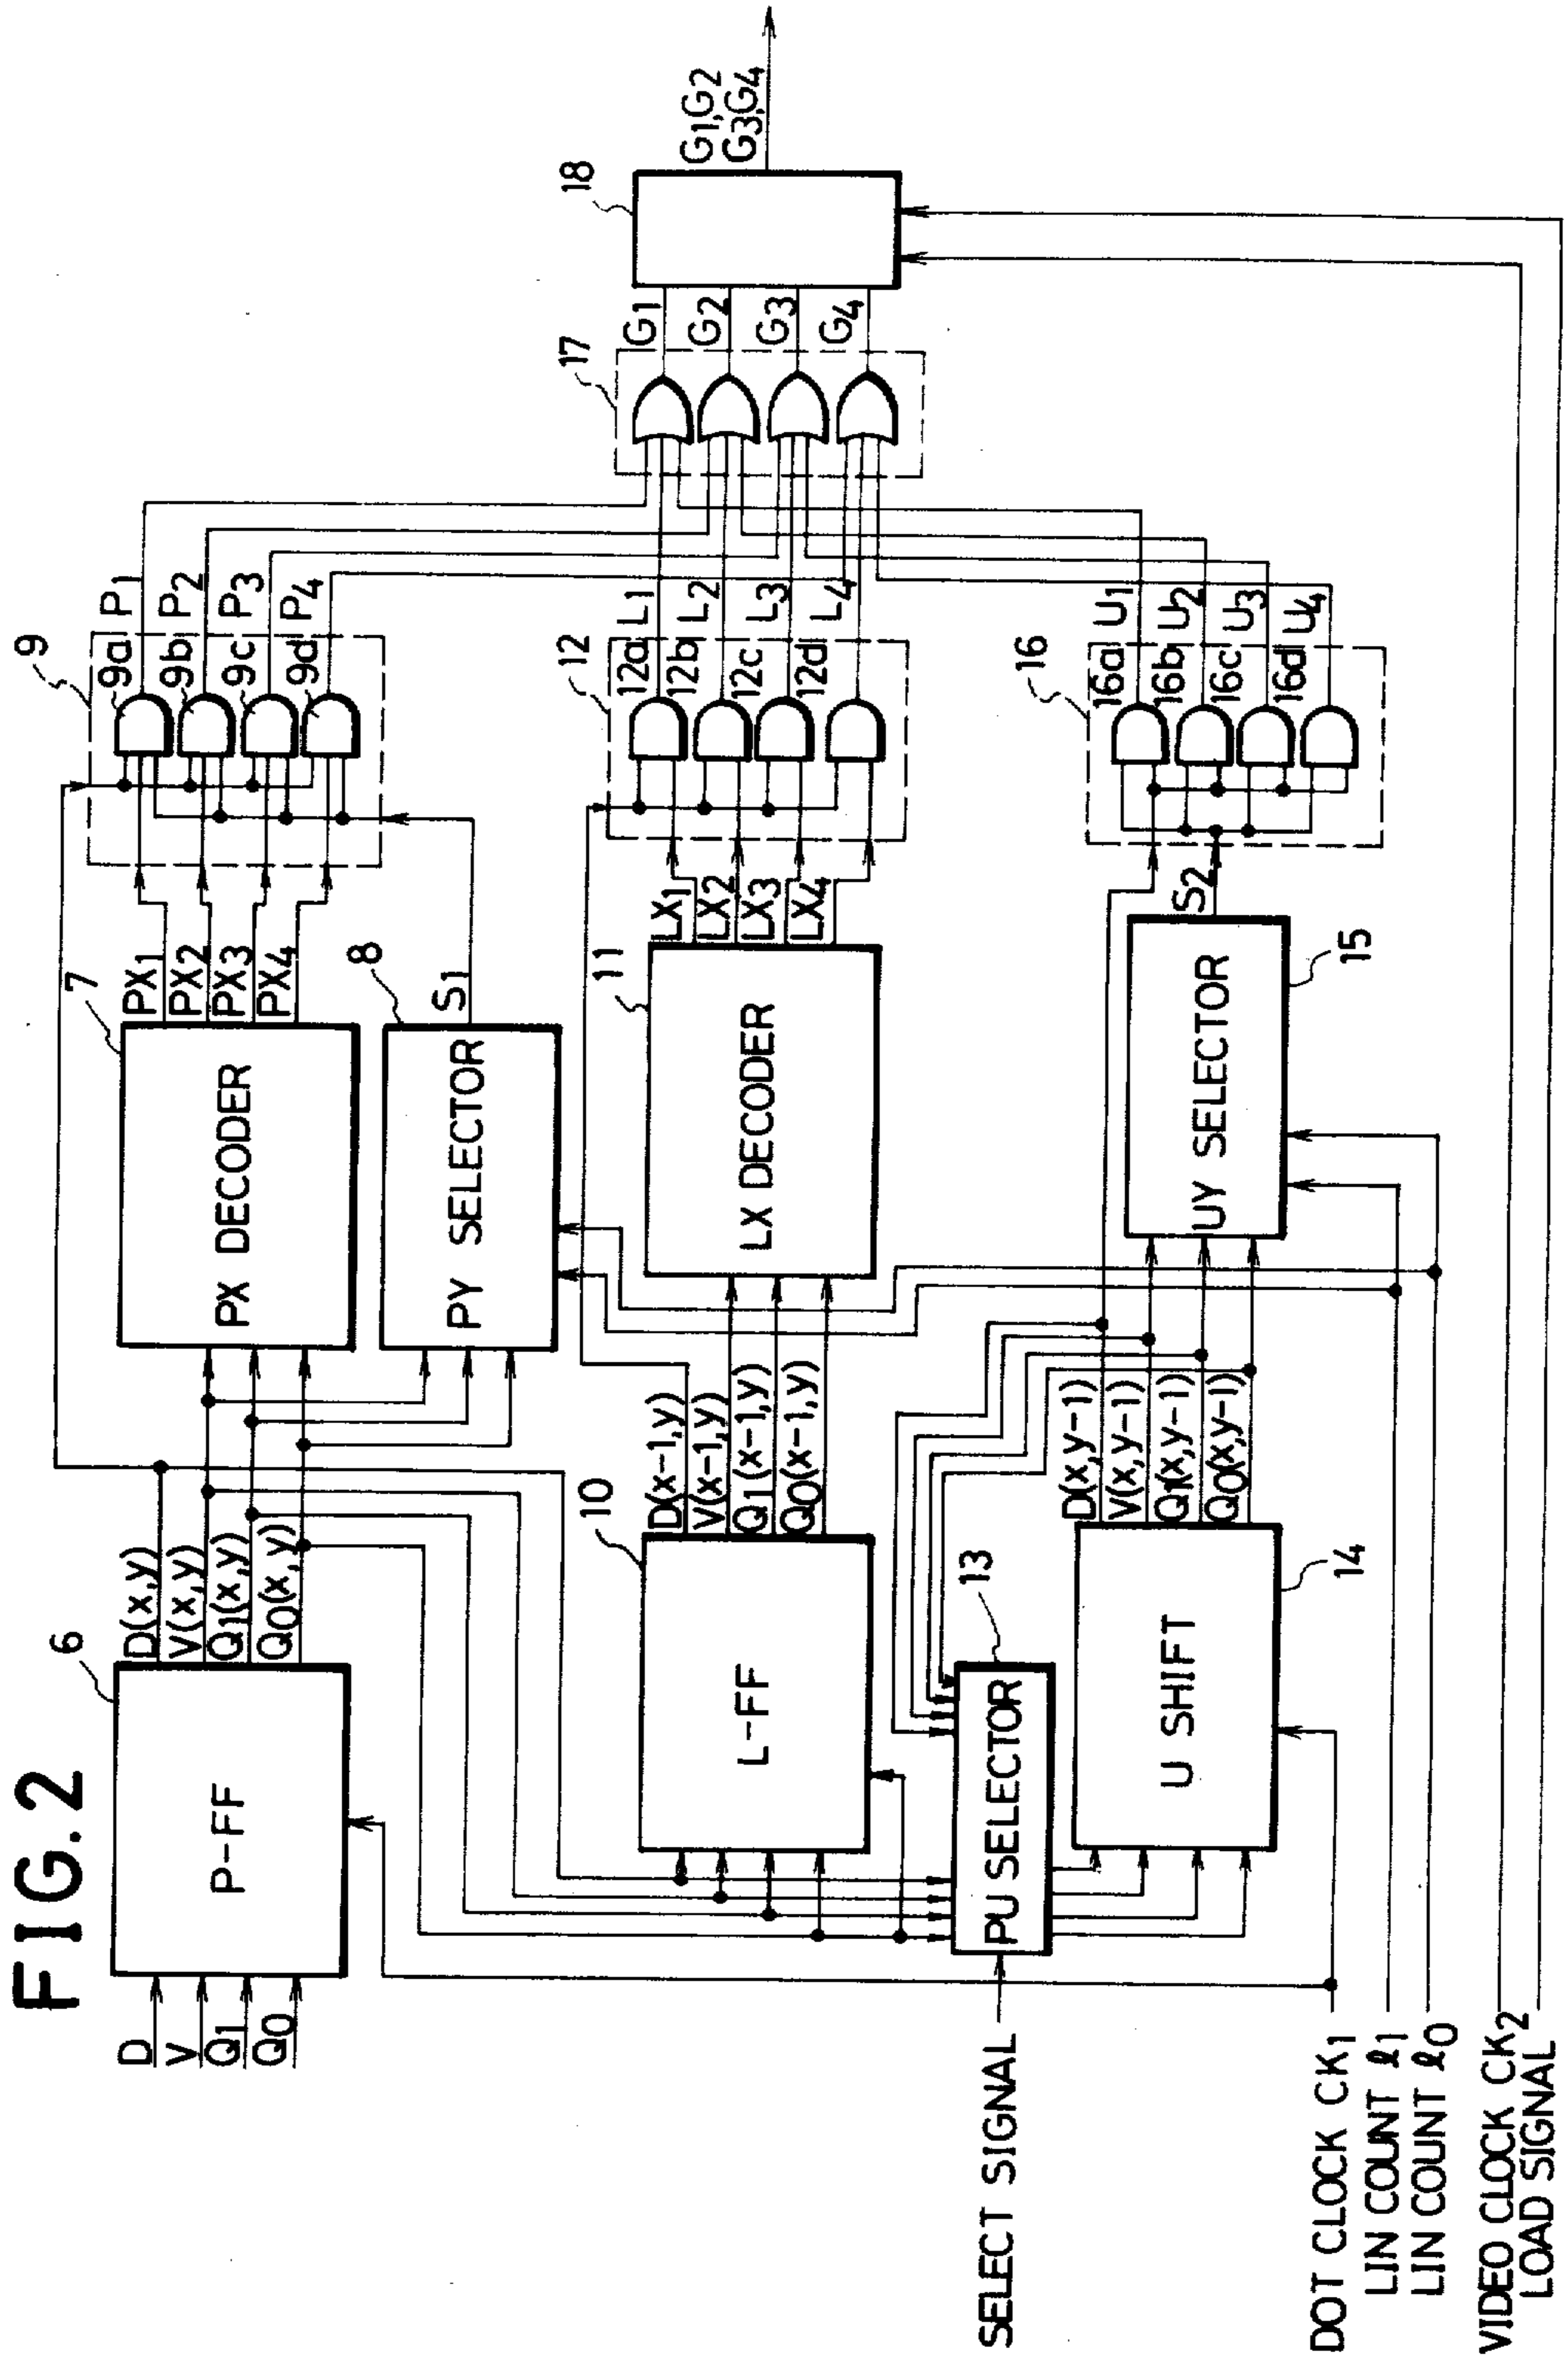 FIG.2
D
V
Q1
Q0
6
P-FF
D(x,y)
V(x,y)
Q1(x,y)
Q0(x,y)
7
PX DECODER
PX1
PX2
PX3
PX4
8
PY SELECTOR
S1
9
9a
9b
9c
9d
P1
P2
P3
P4
10
L-FF
D(x-1,y)
V(x-1,y)
Q1(x-1,y)
Q0(x-1,y)
11
LX DECODER
LX1
LX2
LX3
LX4
12
12a
12b
12c
12d
L1
L2
L3
L4
SELECT SIGNAL
13
PU SELECTOR
14
U SHIFT
D(x,y-1)
V(x,y-1)
Q1(x,y-1)
Q0(x,y-1)
15
UY SELECTOR
S2
16
16a
16b
16c
16d
U1
U2
U3
U4
17
G1
G2
G3
G4
18
G1,G2
G3,G4
DOT CLOCK CK1
LIN COUNT ℓ1
LIN COUNT ℓ0
VIDEO CLOCK CK2
LOAD SIGNAL